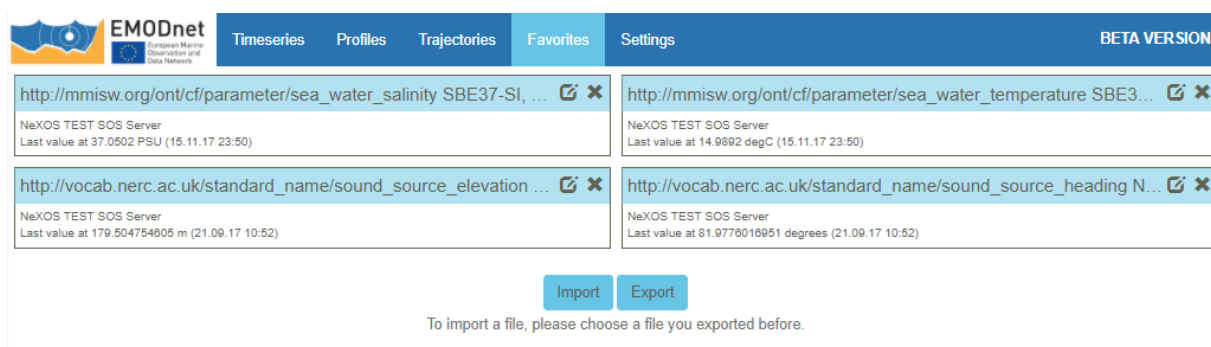 EMODnet
European Marine
Observation and
Data Network
Timeseries Profiles Trajectories Favorites Settings BETA VERSION
http://mmisw.org/ont/cf/parameter/sea_water_salinity SBE37-SI, ...
NeXOS TEST SOS Server
Last value at 37.0502 PSU (15.11.17 23:50)
http://mmisw.org/ont/cf/parameter/sea_water_temperature SBE3...
NeXOS TEST SOS Server
Last value at 14.9892 degC (15.11.17 23:50)
http://vocab.nerc.ac.uk/standard_name/sound_source_elevation ...
NeXOS TEST SOS Server
Last value at 179.504754605 m (21.09.17 10:52)
http://vocab.nerc.ac.uk/standard_name/sound_source_heading N...
NeXOS TEST SOS Server
Last value at 81.9776016951 degrees (21.09.17 10:52)
Import Export
To import a file, please choose a file you exported before.